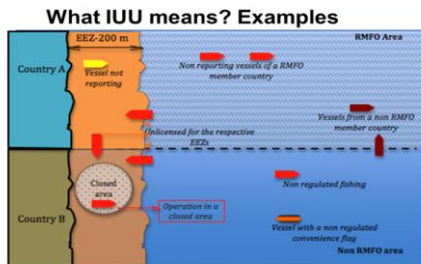 What IUU means? Examples
EEZ-200 m
RMFO Area
Country A
Vessel not
reporting
Non reporting vessels of a RMFO
member country
Vessels from a non RMFO
member country
Unlicensed for the respective
EEZs
Closed
area
Non regulated fishing
Country B
Operation in a
closed area
Vessel with a non regulated
convenience flag
Non RMFO area